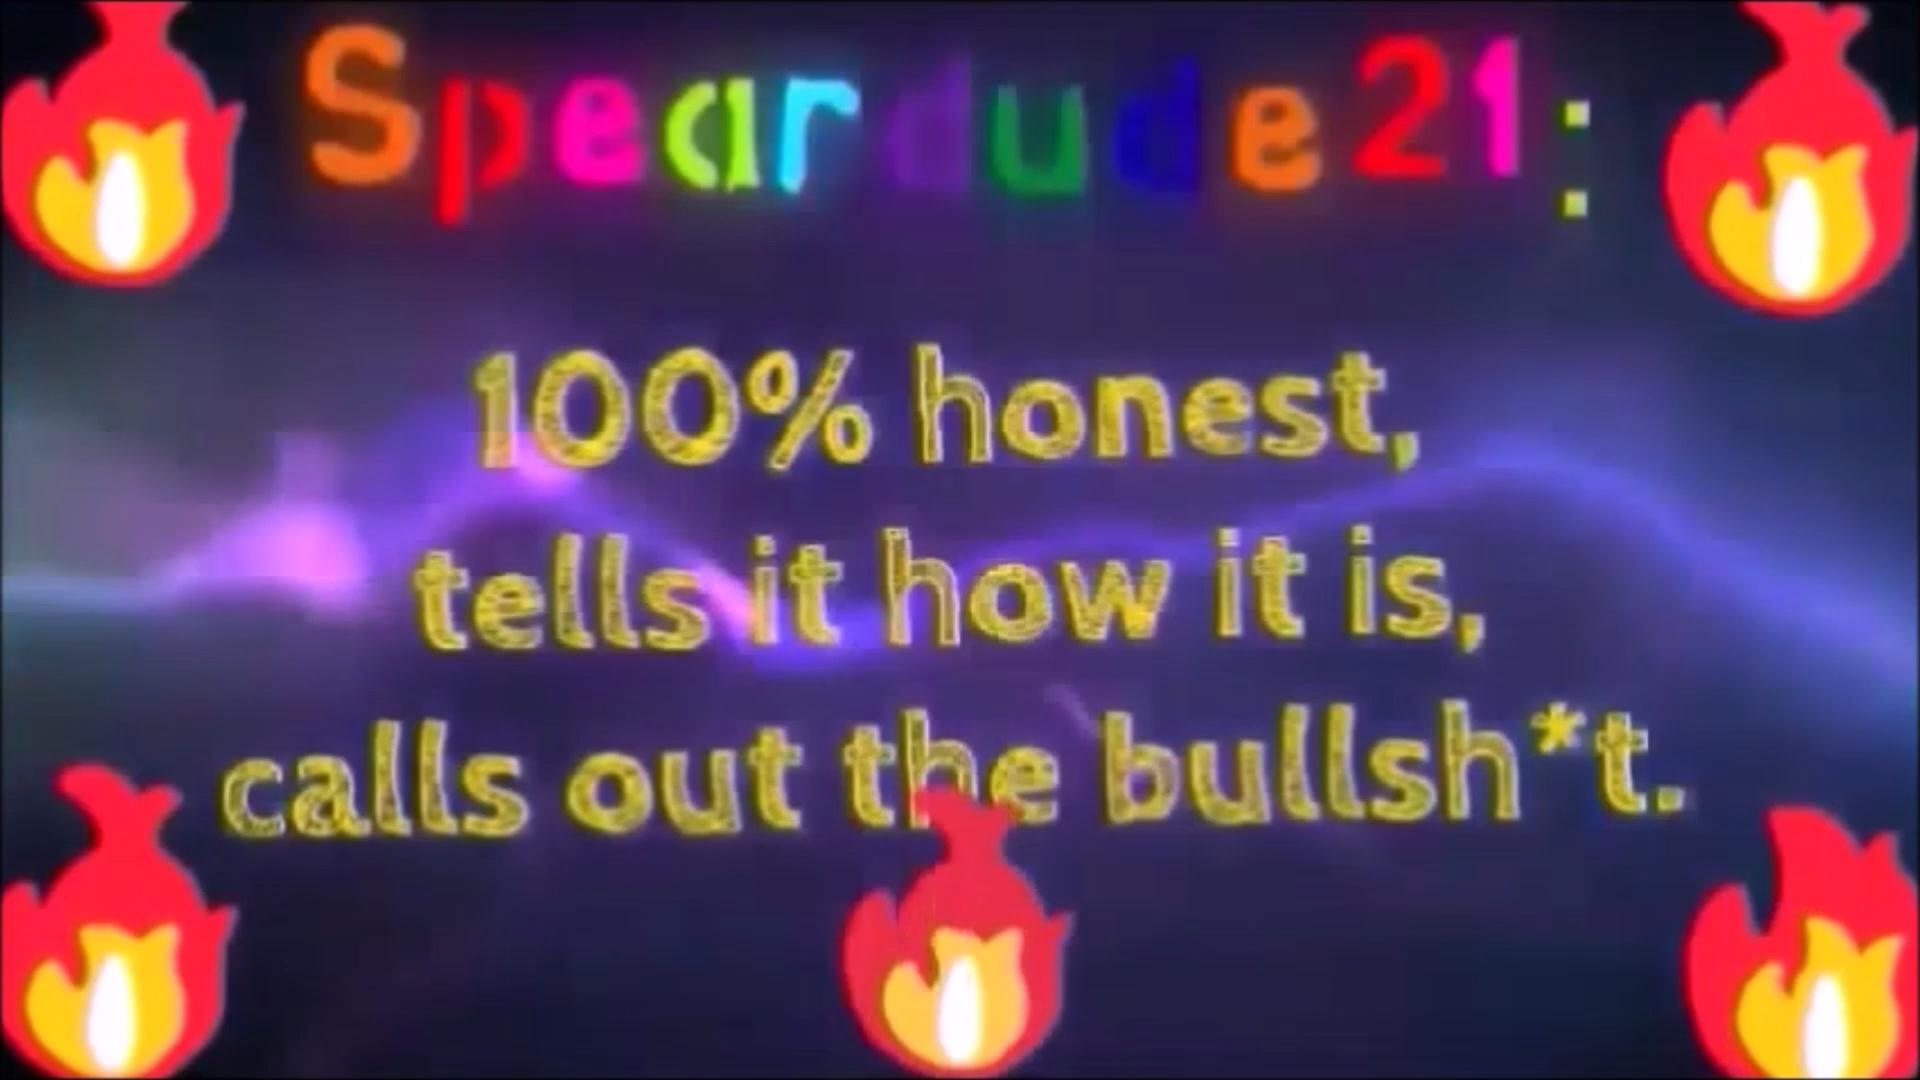 Speardude21:
100% honest,
tells it how it is,
calls out the bullsh*t.